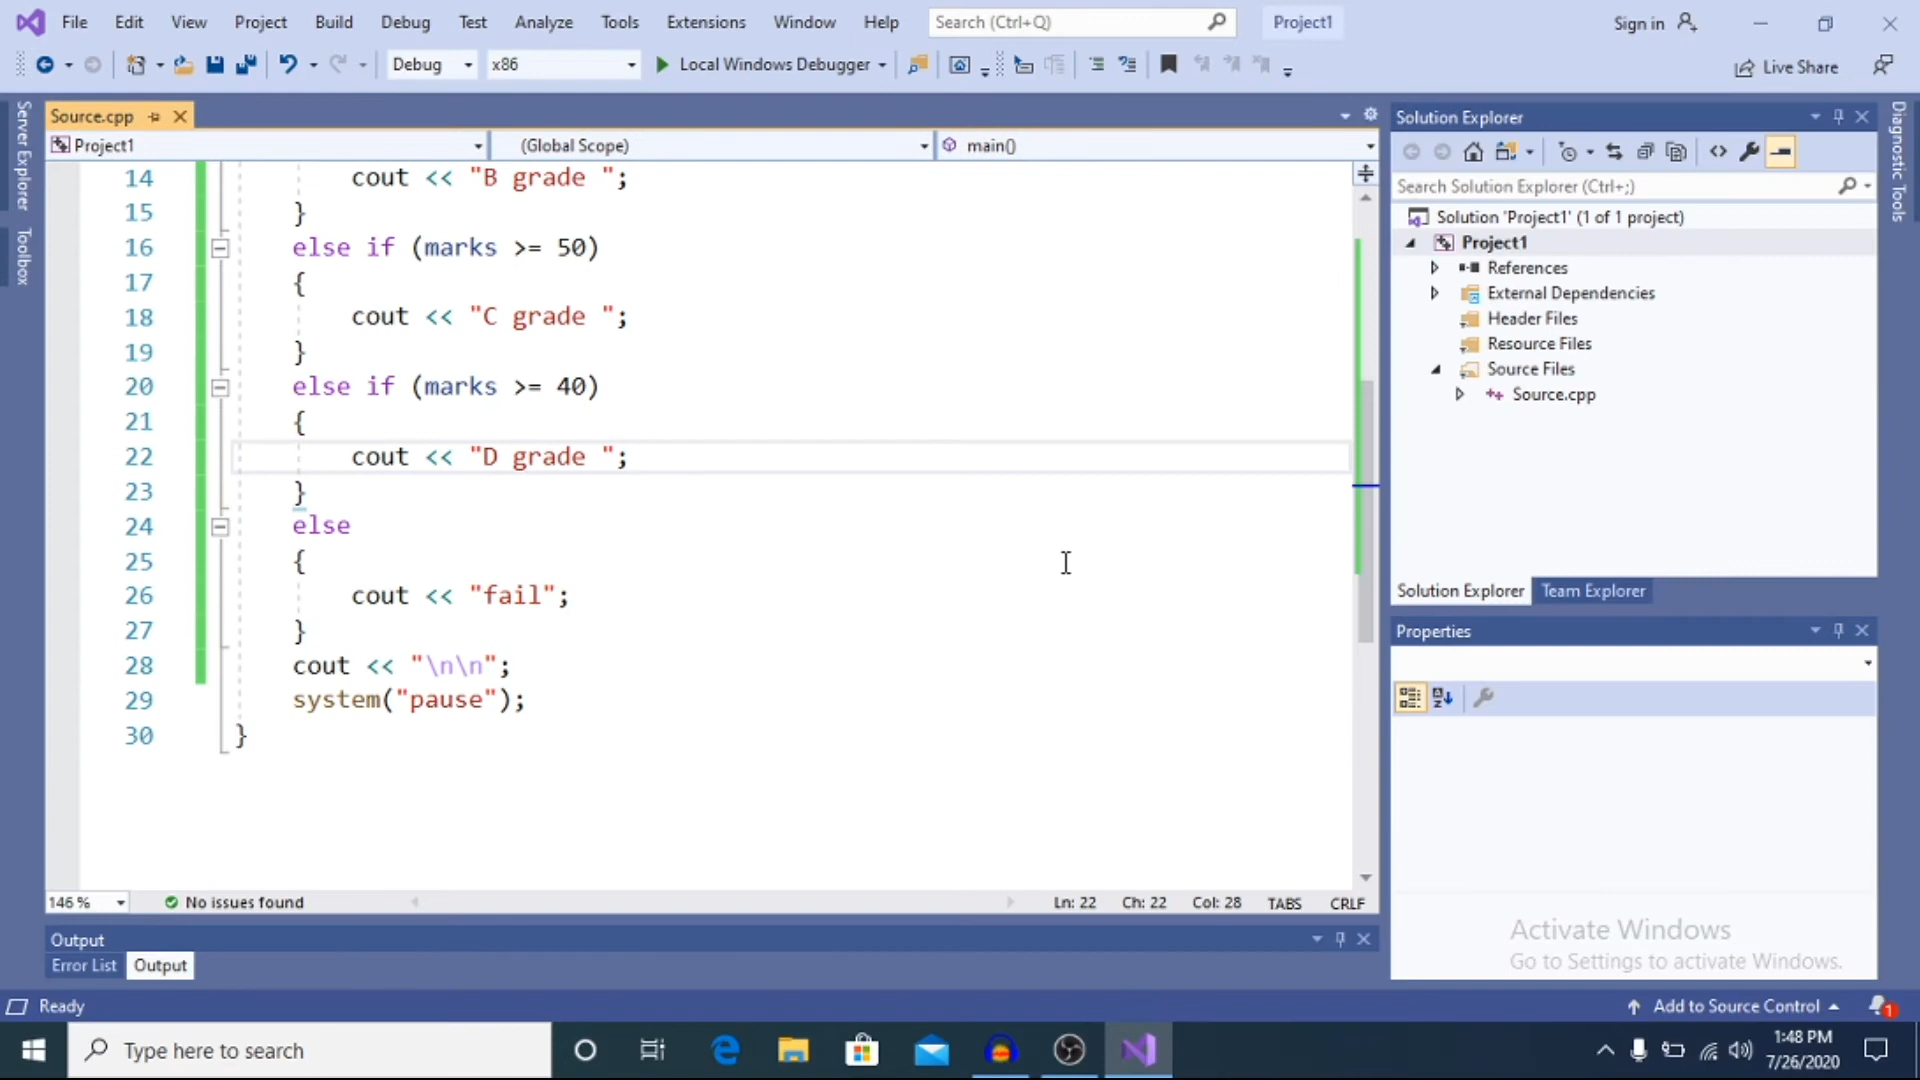 File Edit View Project Build Debug Test Analyze Tools Extensions Window Help Search (Ctrl+Q) Project1 Sign in
Debug x86 Local Windows Debugger Live Share
Server Explorer
Toolbox
Source.cpp
Project1 (Global Scope) main()
14 cout << "B grade ";
15 }
16 else if (marks >= 50)
17 {
18 cout << "C grade ";
19 }
20 else if (marks >= 40)
21 {
22 cout << "D grade ";
23 }
24 else
25 {
26 cout << "fail";
27 }
28 cout << "\n\n";
29 system("pause");
30 }
146 % No issues found Ln: 22 Ch: 22 Col: 28 TABS CRLF
Output
Error List Output
Solution Explorer
Search Solution Explorer (Ctrl+;)
Solution 'Project1' (1 of 1 project)
Project1
References
External Dependencies
Header Files
Resource Files
Source Files
Source.cpp
Solution Explorer Team Explorer
Properties
Diagnostic Tools
Activate Windows
Go to Settings to activate Windows.
Ready Add to Source Control 1
Type here to search
1:48 PM
7/26/2020